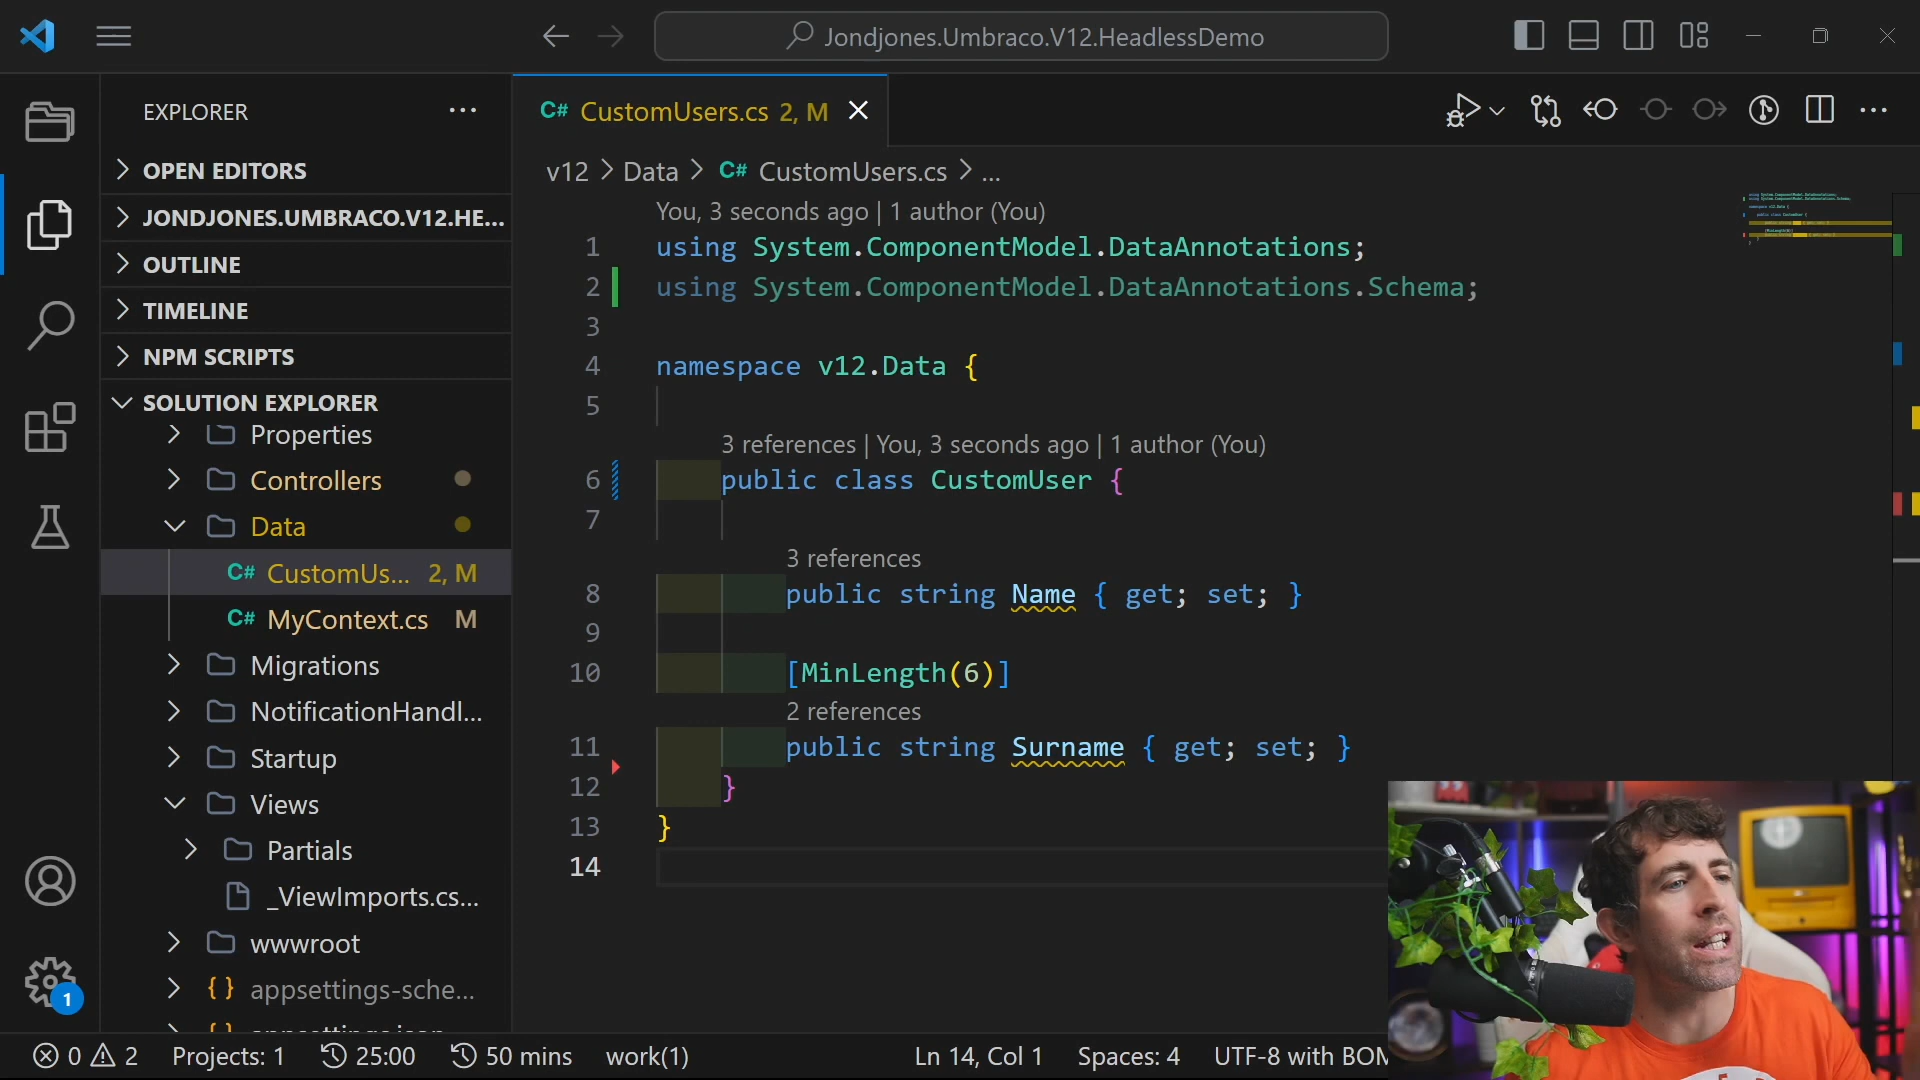 Jondjones.Umbraco.V12.HeadlessDemo
EXPLORER
OPEN EDITORS
JONDJONES.UMBRACO.V12.HE...
OUTLINE
TIMELINE
NPM SCRIPTS
SOLUTION EXPLORER
Properties
Controllers
Data
C# CustomUs... 2, M
C# MyContext.cs M
Migrations
NotificationHandl...
Startup
Views
Partials
_ViewImports.cs...
wwwroot
{} appsettings-sche...
1
C# CustomUsers.cs 2, M
v12 > Data > C# CustomUsers.cs > ...
You, 3 seconds ago | 1 author (You)
1 using System.ComponentModel.DataAnnotations;
2 using System.ComponentModel.DataAnnotations.Schema;
3
4 namespace v12.Data {
5
3 references | You, 3 seconds ago | 1 author (You)
6 public class CustomUser {
7
3 references
8 public string Name { get; set; }
9
10 [MinLength(6)]
2 references
11 public string Surname { get; set; }
12 }
13 }
14
0 2 Projects: 1 25:00 50 mins work(1) Ln 14, Col 1 Spaces: 4 UTF-8 with BOM